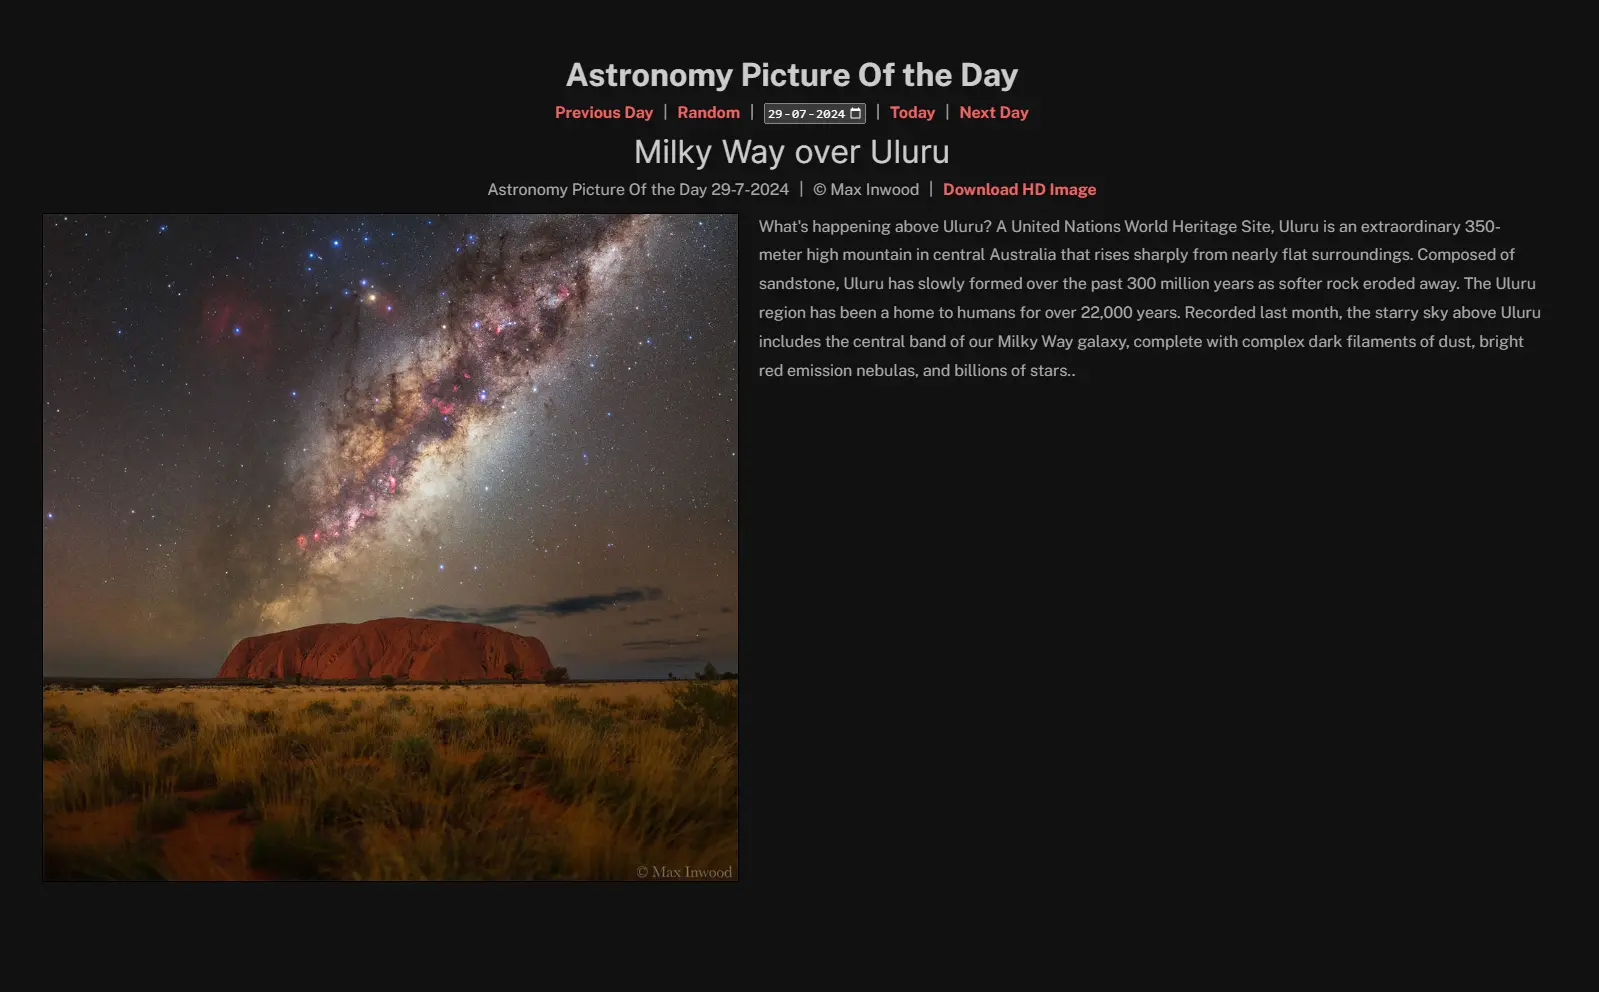 Astronomy Picture Of the Day
Previous Day | Random | 29-07-2024 | Today | Next Day
Milky Way over Uluru
Astronomy Picture Of the Day 29-7-2024 | © Max Inwood | Download HD Image
What's happening above Uluru? A United Nations World Heritage Site, Uluru is an extraordinary 350-
meter high mountain in central Australia that rises sharply from nearly flat surroundings. Composed of
sandstone, Uluru has slowly formed over the past 300 million years as softer rock eroded away. The Uluru
region has been a home to humans for over 22,000 years. Recorded last month, the starry sky above Uluru
includes the central band of our Milky Way galaxy, complete with complex dark filaments of dust, bright
red emission nebulas, and billions of stars..
© Max Inwood